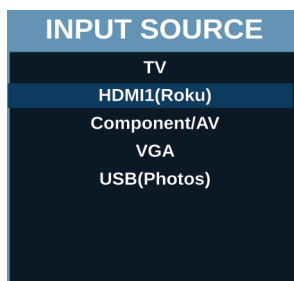 INPUT SOURCE
TV
HDMI1(Roku)
Component/AV
VGA
USB(Photos)